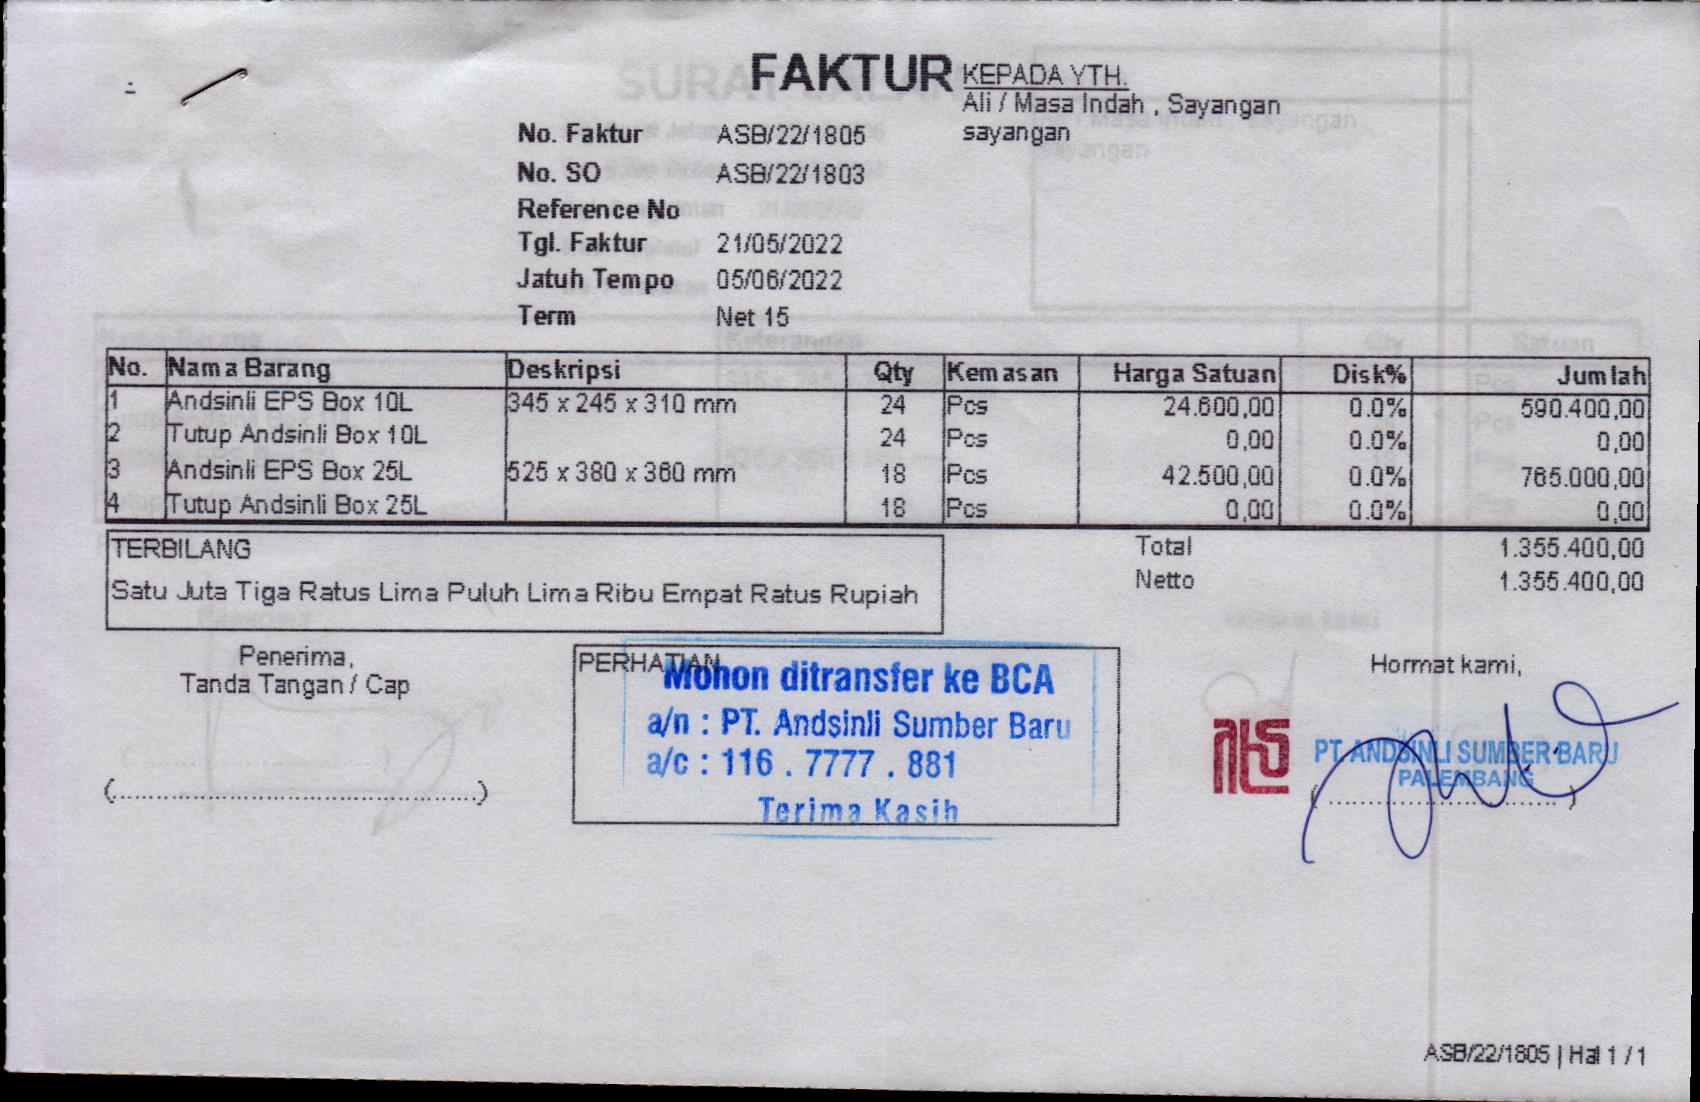 FAKTUR
KEPADA YTH.
Ali / Masa Indah , Sayangan
sayangan
No. Faktur ASB/22/1805
No. SO ASB/22/1803
Reference No
Tgl. Faktur 21/05/2022
Jatuh Tempo 05/06/2022
Term Net 15
No. Nama Barang Deskripsi Qty Kemasan Harga Satuan Disk% Jumlah
1 Andsinli EPS Box 10L 345 x 245 x 310 mm 24 Pcs 24.600,00 0.0% 590.400,00
2 Tutup Andsinli Box 10L 24 Pcs 0,00 0.0% 0,00
3 Andsinli EPS Box 25L 525 x 380 x 360 mm 18 Pcs 42.500,00 0.0% 765.000,00
4 Tutup Andsinli Box 25L 18 Pcs 0,00 0.0% 0,00
TERBILANG
Satu Juta Tiga Ratus Lima Puluh Lima Ribu Empat Ratus Rupiah
Total 1.355.400,00
Netto 1.355.400,00
Penerima,
Tanda Tangan / Cap
(....................................................)
PERHATIAN
Mohon ditransfer ke BCA
a/n : PT. Andsinli Sumber Baru
a/c : 116 . 7777 . 881
Terima Kasih
Hormat kami,
PT. ANDSINLI SUMBER BARU
PALEMBANG
(....................................)
ASB/22/1805 | Hal 1 / 1